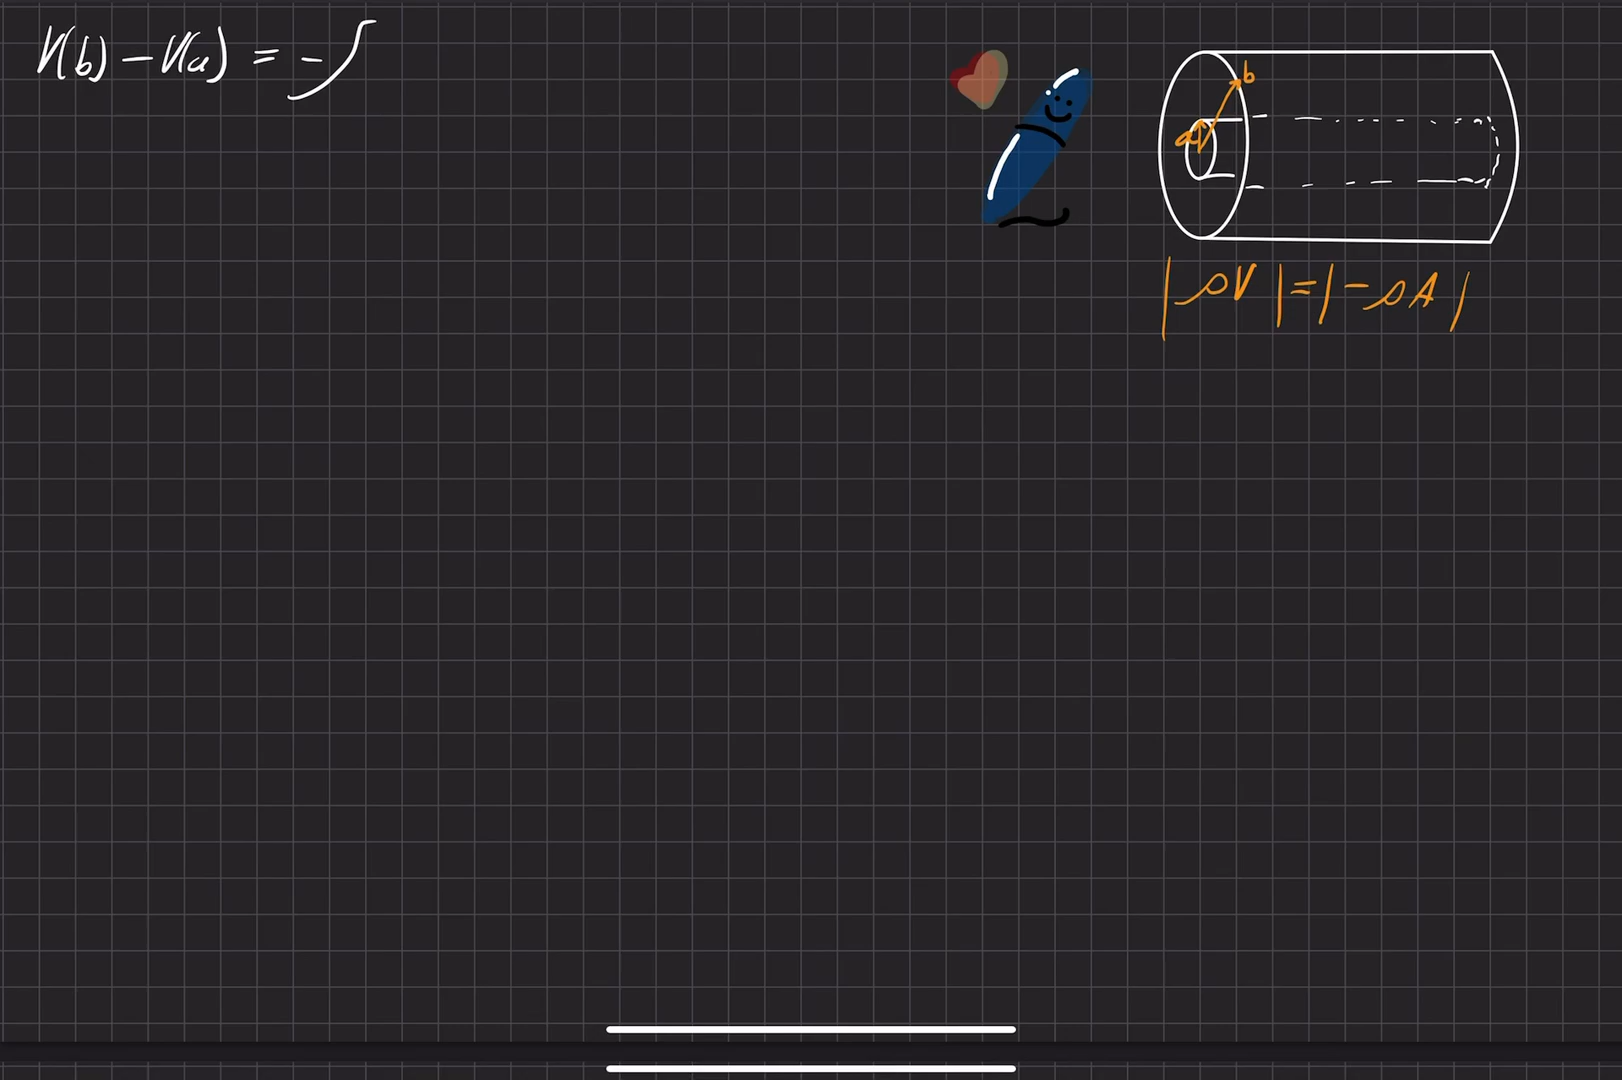 V(b) - V(a) = - ∫
b
a
| ΔV | = | - ΔA |